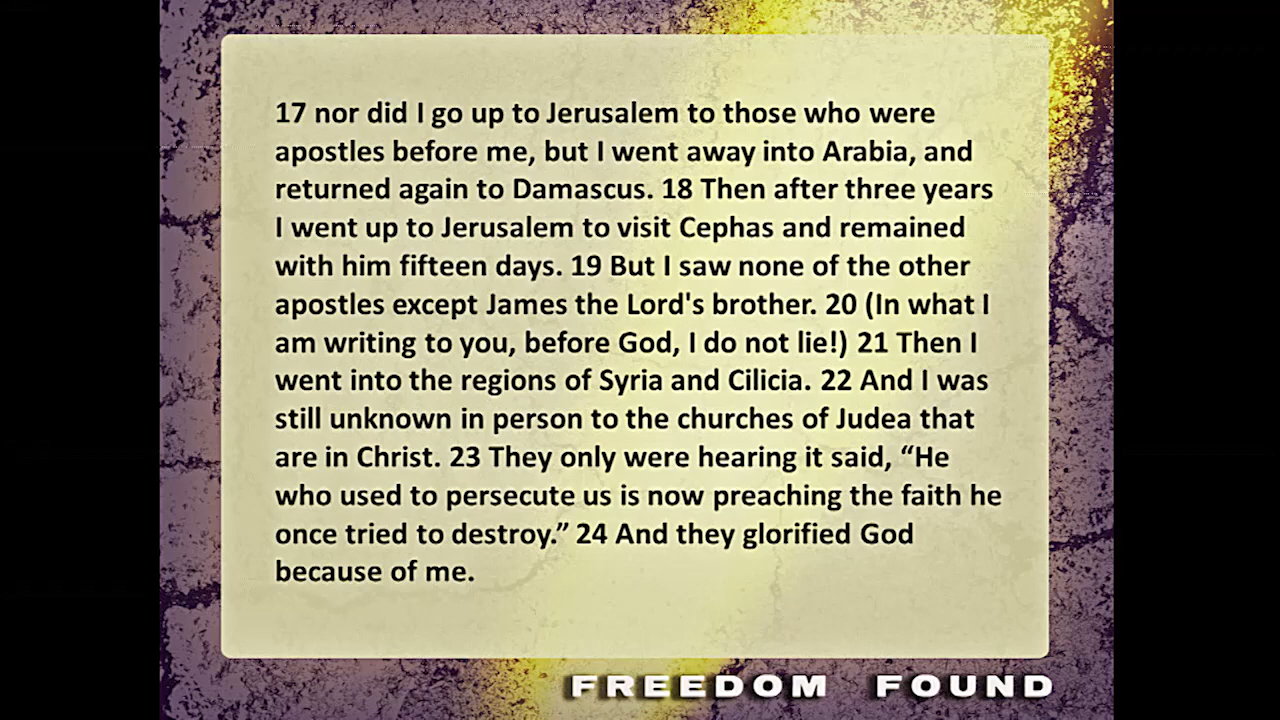 17 nor did I go up to Jerusalem to those who were
apostles before me, but I went away into Arabia, and
returned again to Damascus. 18 Then after three years
I went up to Jerusalem to visit Cephas and remained
with him fifteen days. 19 But I saw none of the other
apostles except James the Lord's brother. 20 (In what I
am writing to you, before God, I do not lie!) 21 Then I
went into the regions of Syria and Cilicia. 22 And I was
still unknown in person to the churches of Judea that
are in Christ. 23 They only were hearing it said, “He
who used to persecute us is now preaching the faith he
once tried to destroy.” 24 And they glorified God
because of me.
FREEDOM FOUND